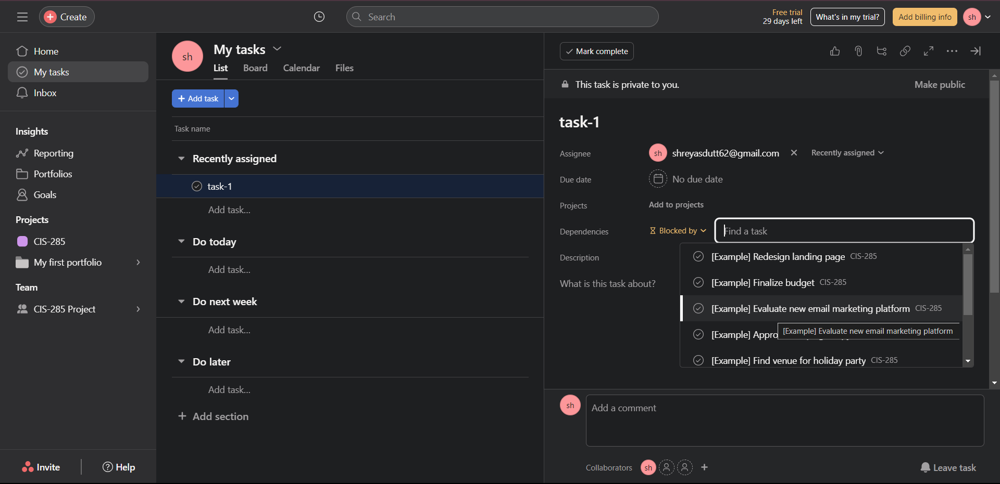 Create
Search
Free trial
29 days left
What's in my trial?
Add billing info
sh
Home
My tasks
Inbox
Insights
Reporting
Portfolios
Goals
Projects
CIS-285
My first portfolio
Team
CIS-285 Project
Invite
Help
sh
My tasks
List Board Calendar Files
Add task
Task name
Recently assigned
task-1
Add task...
Do today
Add task...
Do next week
Add task...
Do later
Add task...
Add section
Mark complete
This task is private to you.
Make public
task-1
Assignee sh shreyasdutt62@gmail.com Recently assigned
Due date No due date
Projects Add to projects
Dependencies Blocked by Find a task
Description
What is this task about?
[Example] Redesign landing page CIS-285
[Example] Finalize budget CIS-285
[Example] Evaluate new email marketing platform CIS-285
[Example] Evaluate new email marketing platform
[Example]
[Example] Find venue for holiday party CIS-285
sh
Add a comment
Collaborators sh
Leave task